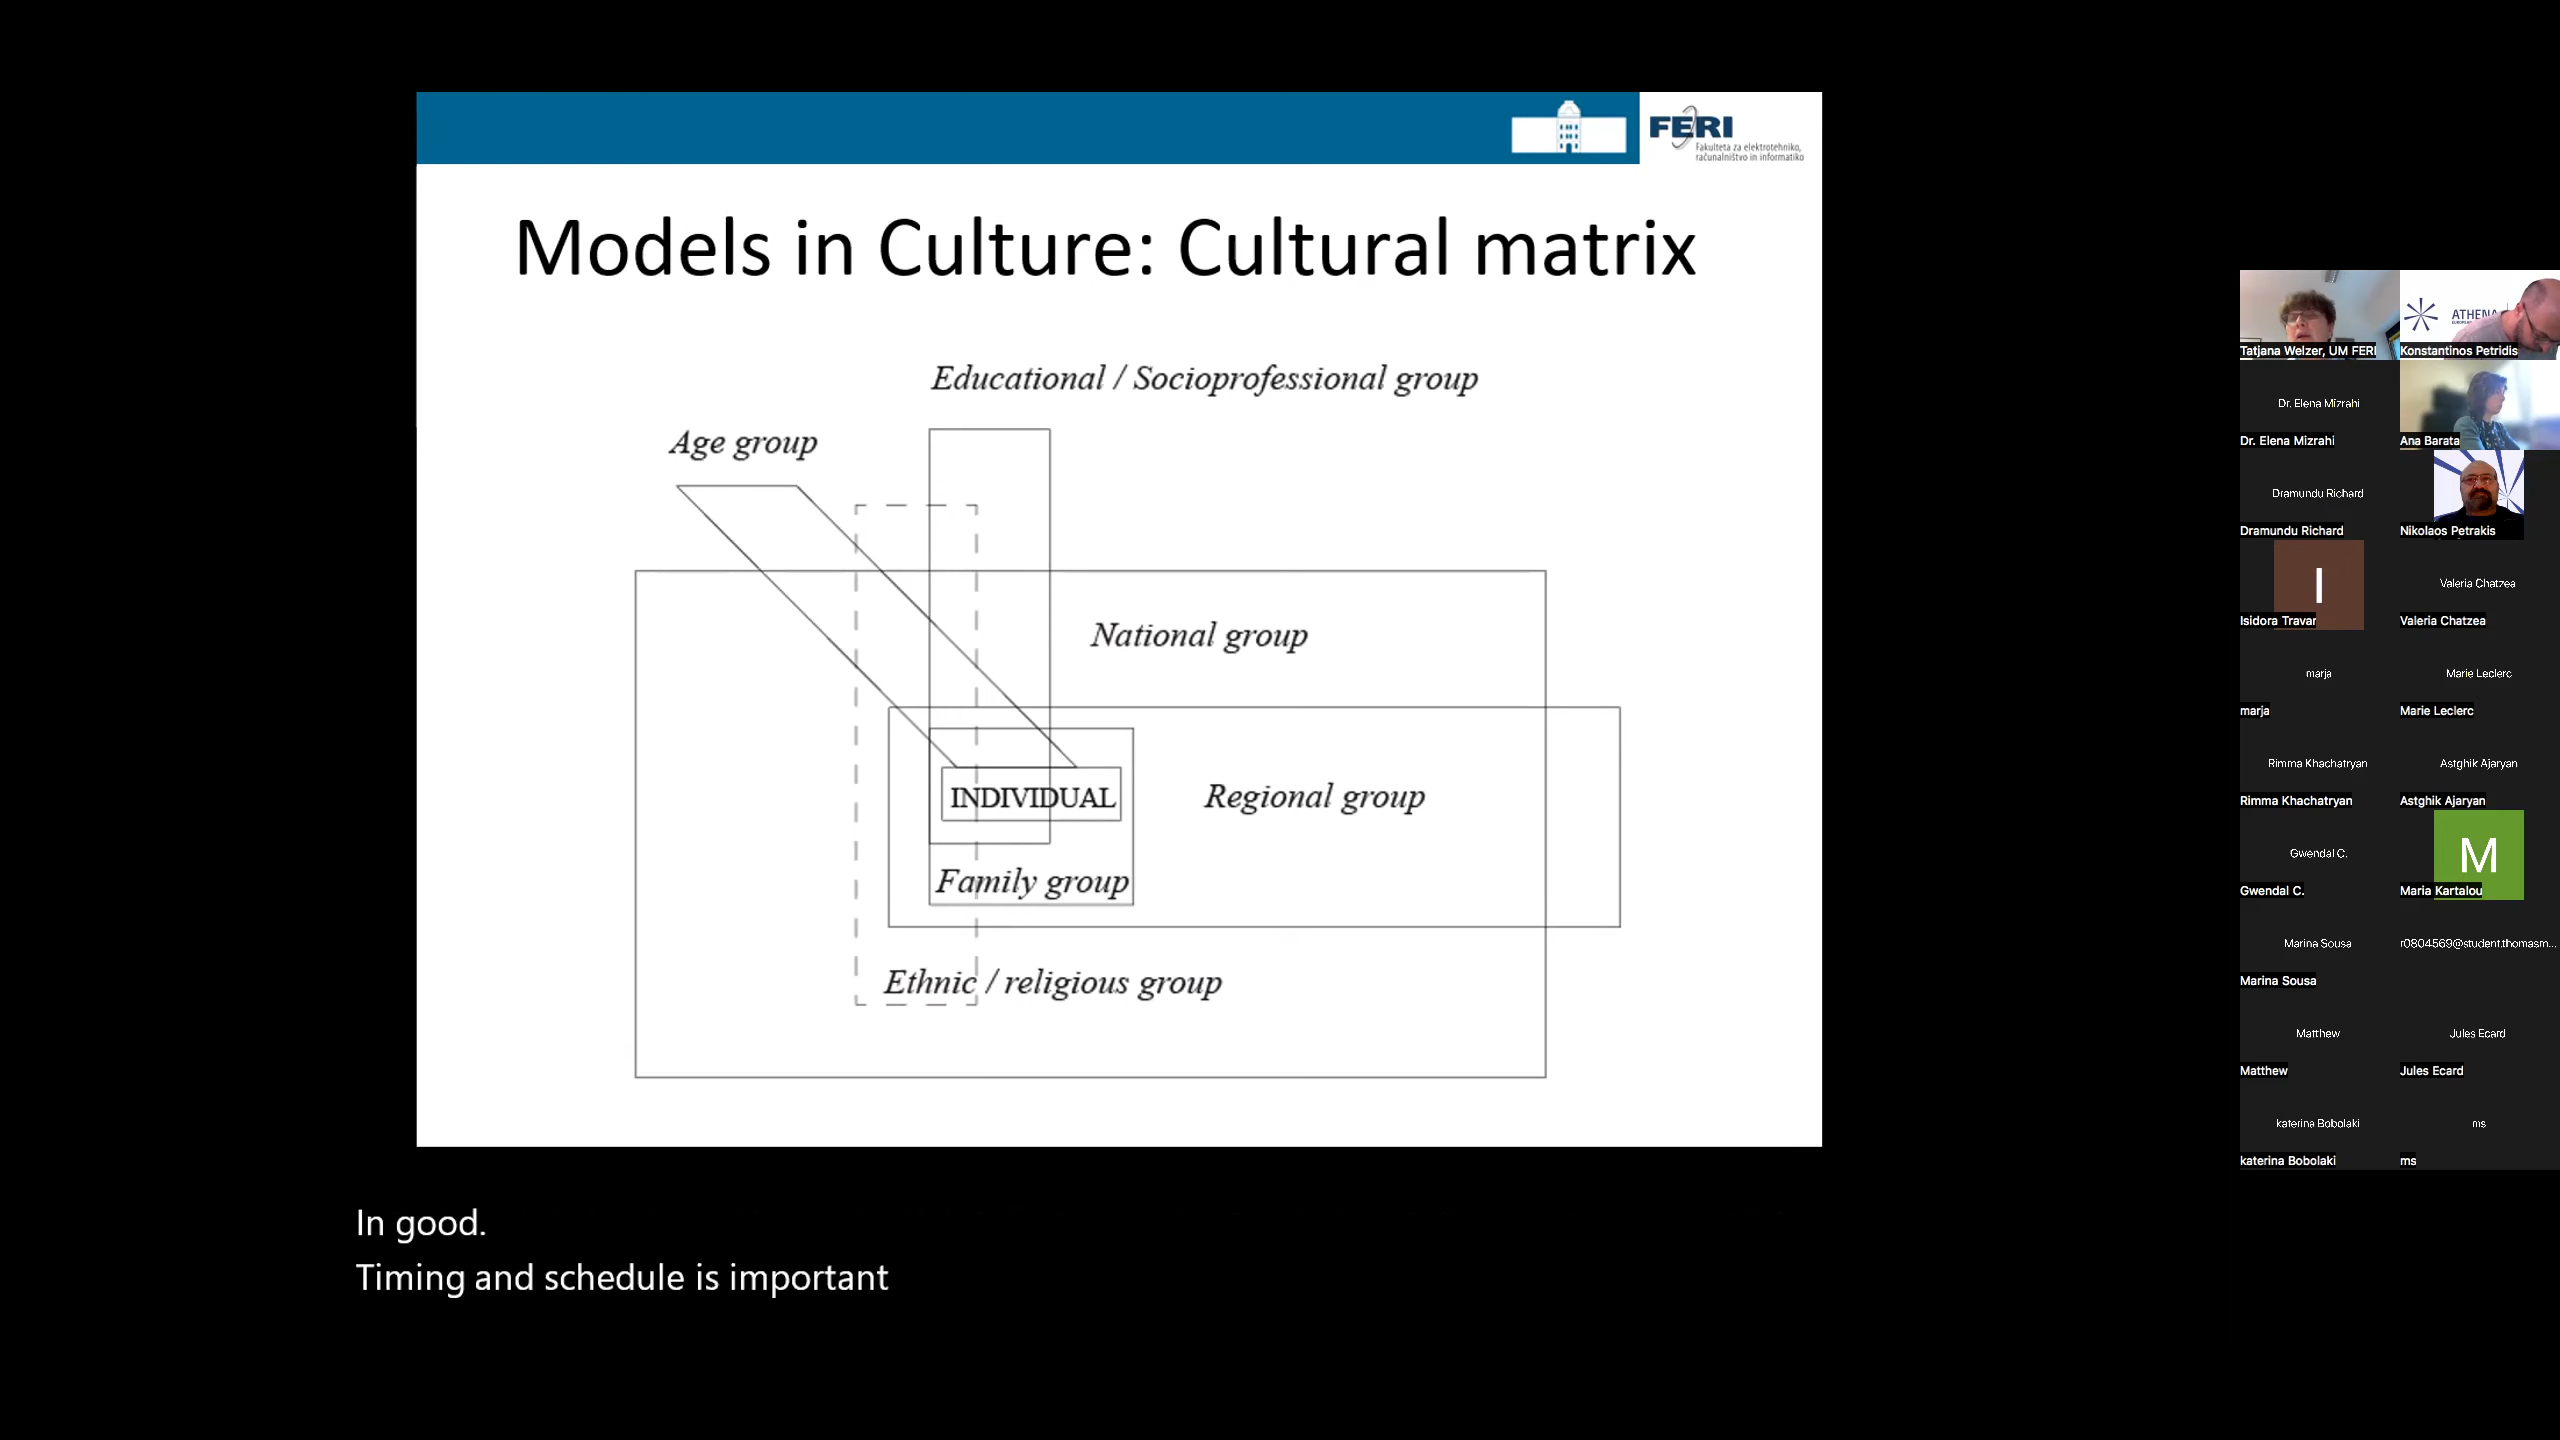 FERI
Fakulteta za elektrotehniko,
računalništvo in informatiko
Models in Culture: Cultural matrix
Educational / Socioprofessional group
Age group
National group
INDIVIDUAL
Regional group
Family group
Ethnic / religious group
In good.
Timing and schedule is important
Tatjana Welzer, UM FERI
ATHENA
Konstantinos Petridis
Dr. Elena Mizrahi
Dr. Elena Mizrahi
Ana Barata
Dramundu Richard
Dramundu Richard
Nikolaos Petrakis
I
Isidora Travar
Valeria Chatzea
Valeria Chatzea
marja
marja
Marie Leclerc
Marie Leclerc
Rimma Khachatryan
Rimma Khachatryan
Astghik Ajaryan
Astghik Ajaryan
Gwendal C.
Gwendal C.
M
Maria Kartalou
Marina Sousa
Marina Sousa
r0804569@student.thomasm...
Matthew
Matthew
Jules Ecard
Jules Ecard
katerina Bobolaki
katerina Bobolaki
ms
ms